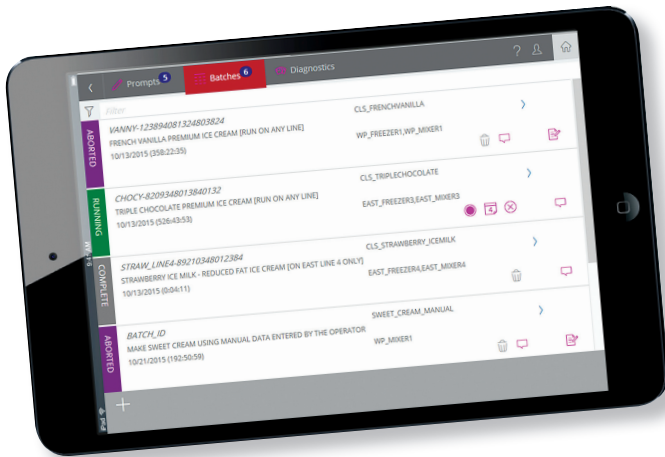 Prompts 5
Batches 6
Diagnostics
?
Filter
ABORTED
VANNY-123894081324803824
FRENCH VANILLA PREMIUM ICE CREAM [RUN ON ANY LINE]
10/13/2015 (358:22:35)
CLS_FRENCHVANILLA
WP_FREEZER1,WP_MIXER1
RUNNING
CHOCY-8209348013840132
TRIPLE CHOCOLATE PREMIUM ICE CREAM [RUN ON ANY LINE]
10/13/2015 (526:43:53)
CLS_TRIPLECHOCOLATE
EAST_FREEZER3,EAST_MIXER3
4
COMPLETE
STRAW_LINE4-89210348012384
STRAWBERRY ICE MILK - REDUCED FAT ICE CREAM [ON EAST LINE 4 ONLY]
10/13/2015 (0:04:11)
CLS_STRAWBERRY_ICEMILK
EAST_FREEZER4,EAST_MIXER4
ABORTED
BATCH_ID
MAKE SWEET CREAM USING MANUAL DATA ENTERED BY THE OPERATOR
10/21/2015 (192:50:59)
SWEET_CREAM_MANUAL
WP_MIXER1
iPad